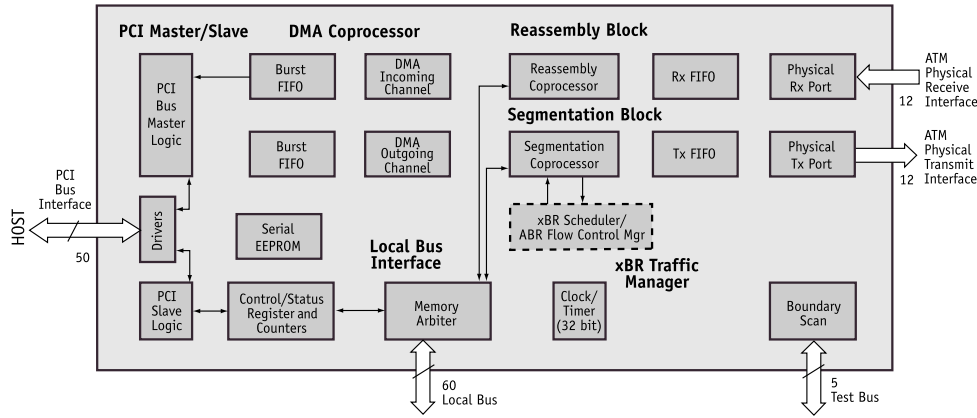 PCI Master/Slave
DMA Coprocessor
Reassembly Block
PCI
Bus
Master
Logic
Burst
FIFO
DMA
Incoming
Channel
Reassembly
Coprocessor
Rx FIFO
Physical
Rx Port
12
ATM
Physical
Receive
Interface
Segmentation Block
Burst
FIFO
DMA
Outgoing
Channel
Segmentation
Coprocessor
Tx FIFO
Physical
Tx Port
12
ATM
Physical
Transmit
Interface
HOST
PCI
Bus
Interface
50
Drivers
Serial
EEPROM
xBR Scheduler/
ABR Flow Control Mgr
Local Bus
Interface
xBR Traffic
Manager
PCI
Slave
Logic
Control/Status
Register and
Counters
Memory
Arbiter
Clock/
Timer
(32 bit)
Boundary
Scan
60
Local Bus
5
Test Bus